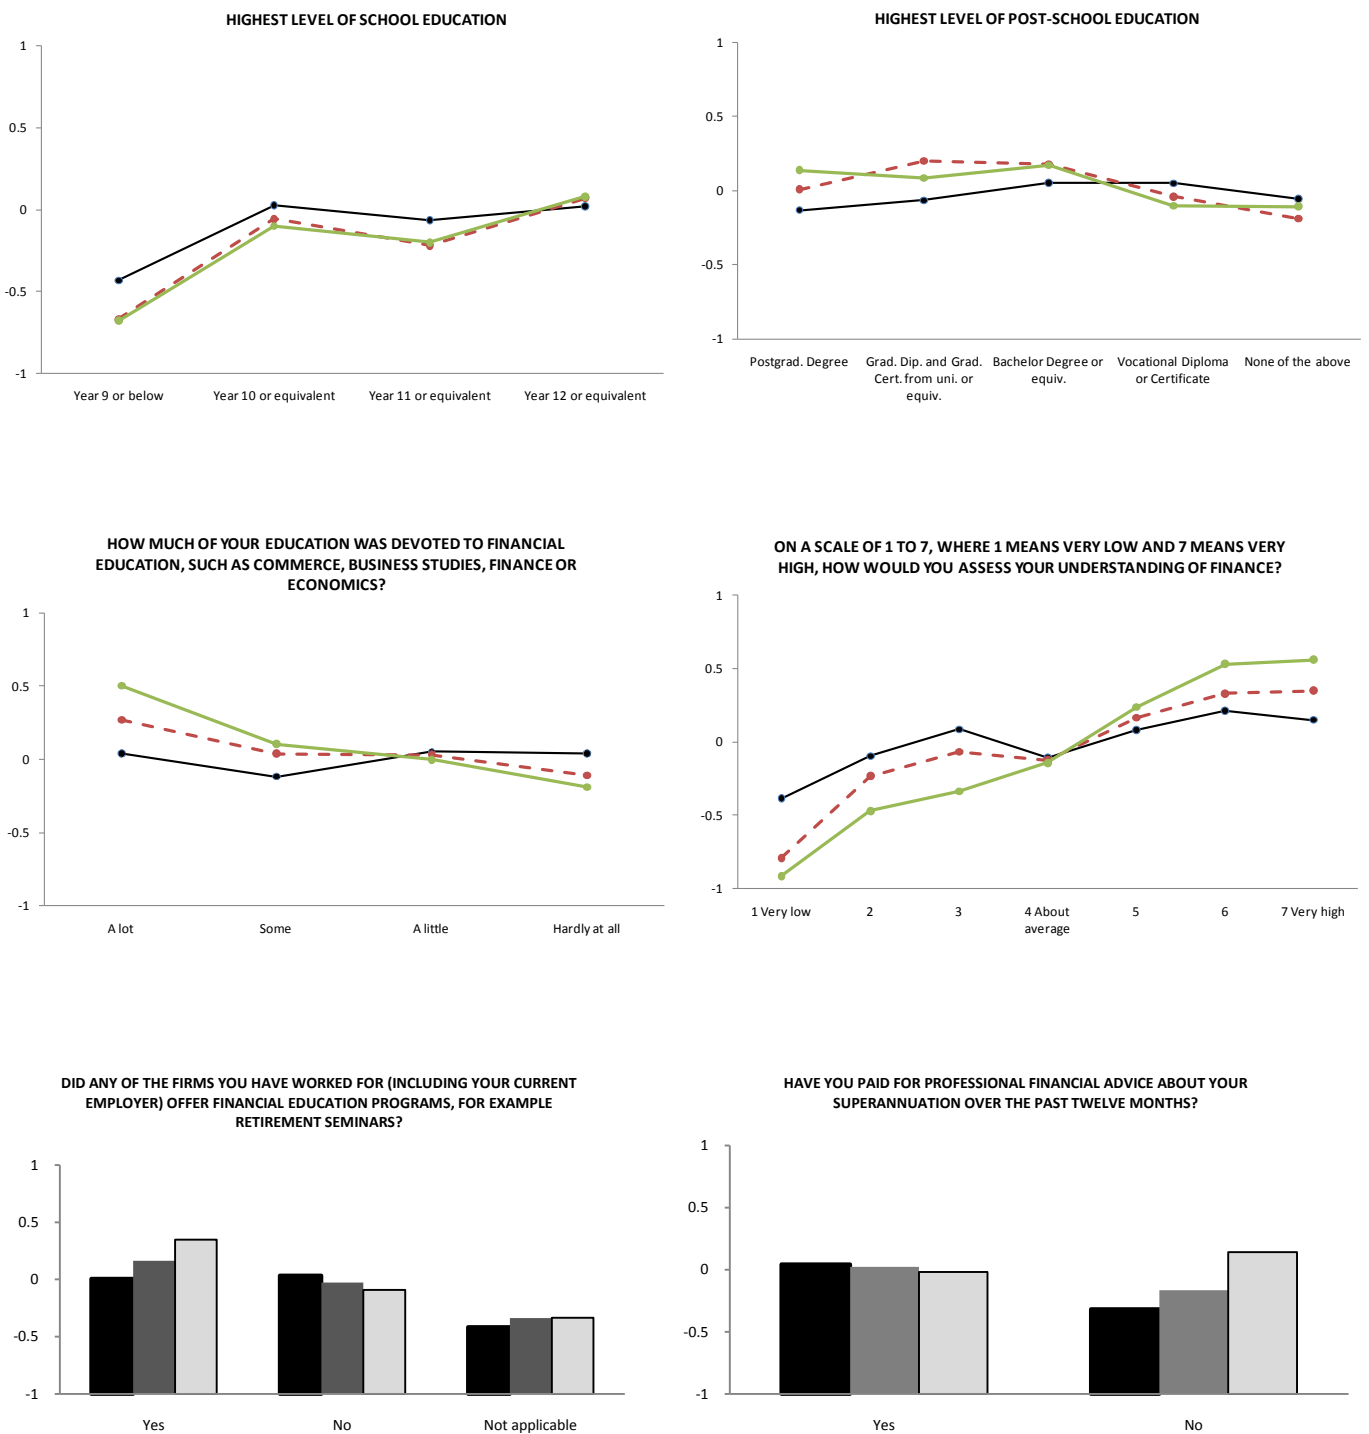 HIGHEST LEVEL OF SCHOOL EDUCATION
1
0.5
0
-0.5
-1
Year 9 or below
Year 10 or equivalent
Year 11 or equivalent
Year 12 or equivalent
HIGHEST LEVEL OF POST-SCHOOL EDUCATION
1
0.5
0
-0.5
-1
Postgrad. Degree
Grad. Dip. and Grad.
Cert. from uni. or
equiv.
Bachelor Degree or
equiv.
Vocational Diploma
or Certificate
None of the above
HOW MUCH OF YOUR EDUCATION WAS DEVOTED TO FINANCIAL
EDUCATION, SUCH AS COMMERCE, BUSINESS STUDIES, FINANCE OR
ECONOMICS?
1
0.5
0
-0.5
-1
A lot
Some
A little
Hardly at all
ON A SCALE OF 1 TO 7, WHERE 1 MEANS VERY LOW AND 7 MEANS VERY
HIGH, HOW WOULD YOU ASSESS YOUR UNDERSTANDING OF FINANCE?
1
0.5
0
-0.5
-1
1 Very low
2
3
4 About
average
5
6
7 Very high
DID ANY OF THE FIRMS YOU HAVE WORKED FOR (INCLUDING YOUR CURRENT
EMPLOYER) OFFER FINANCIAL EDUCATION PROGRAMS, FOR EXAMPLE
RETIREMENT SEMINARS?
1
0.5
0
-0.5
-1
Yes
No
Not applicable
HAVE YOU PAID FOR PROFESSIONAL FINANCIAL ADVICE ABOUT YOUR
SUPERANNUATION OVER THE PAST TWELVE MONTHS?
1
0.5
0
-0.5
-1
Yes
No